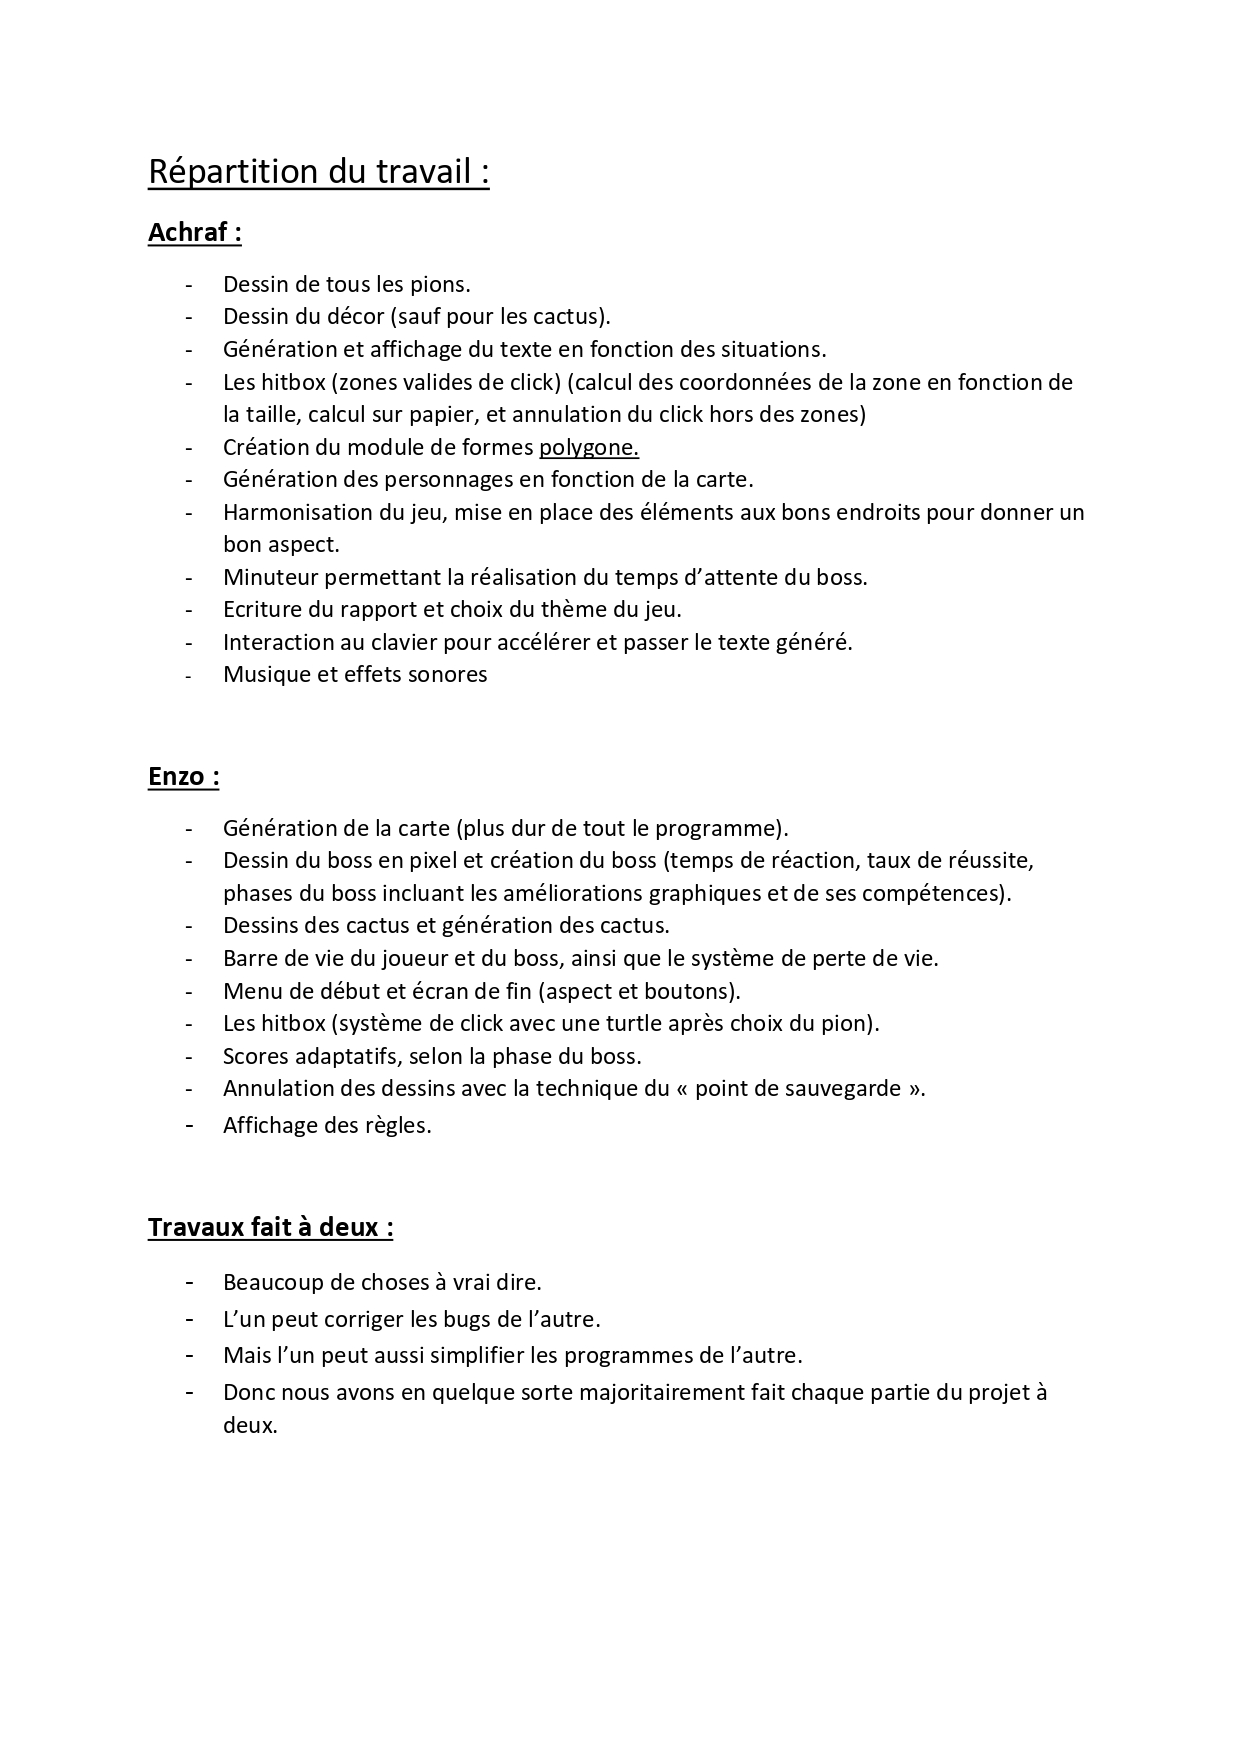 Répartition du travail :
Achraf :
- Dessin de tous les pions.
- Dessin du décor (sauf pour les cactus).
- Génération et affichage du texte en fonction des situations.
- Les hitbox (zones valides de click) (calcul des coordonnées de la zone en fonction de
la taille, calcul sur papier, et annulation du click hors des zones)
- Création du module de formes polygone.
- Génération des personnages en fonction de la carte.
- Harmonisation du jeu, mise en place des éléments aux bons endroits pour donner un
bon aspect.
- Minuteur permettant la réalisation du temps d’attente du boss.
- Ecriture du rapport et choix du thème du jeu.
- Interaction au clavier pour accélérer et passer le texte généré.
- Musique et effets sonores
Enzo :
- Génération de la carte (plus dur de tout le programme).
- Dessin du boss en pixel et création du boss (temps de réaction, taux de réussite,
phases du boss incluant les améliorations graphiques et de ses compétences).
- Dessins des cactus et génération des cactus.
- Barre de vie du joueur et du boss, ainsi que le système de perte de vie.
- Menu de début et écran de fin (aspect et boutons).
- Les hitbox (système de click avec une turtle après choix du pion).
- Scores adaptatifs, selon la phase du boss.
- Annulation des dessins avec la technique du « point de sauvegarde ».
- Affichage des règles.
Travaux fait à deux :
- Beaucoup de choses à vrai dire.
- L’un peut corriger les bugs de l’autre.
- Mais l’un peut aussi simplifier les programmes de l’autre.
- Donc nous avons en quelque sorte majoritairement fait chaque partie du projet à
deux.